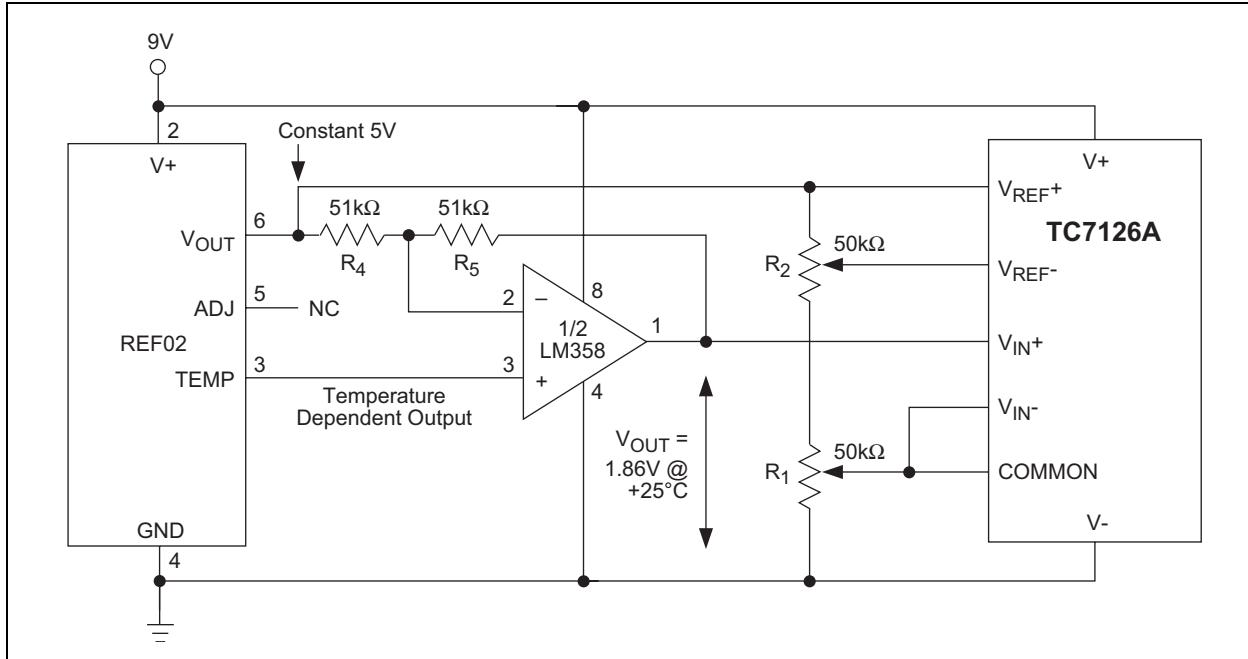 9V
2
V+
Constant 5V
V+
51kΩ
51kΩ
6
VOUT
R4
R5
VREF+
TC7126A
50kΩ
R2
VREF-
5
ADJ
NC
2
–
8
REF02
1/2
LM358
1
VIN+
3
TEMP
3
+
4
Temperature
Dependent Output
VIN-
VOUT =
1.86V @
+25°C
50kΩ
R1
COMMON
V-
GND
4